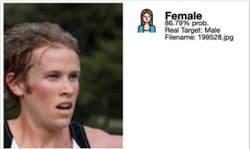 Female
86.79% prob.
Real Target: Male
Filename: 199528.jpg